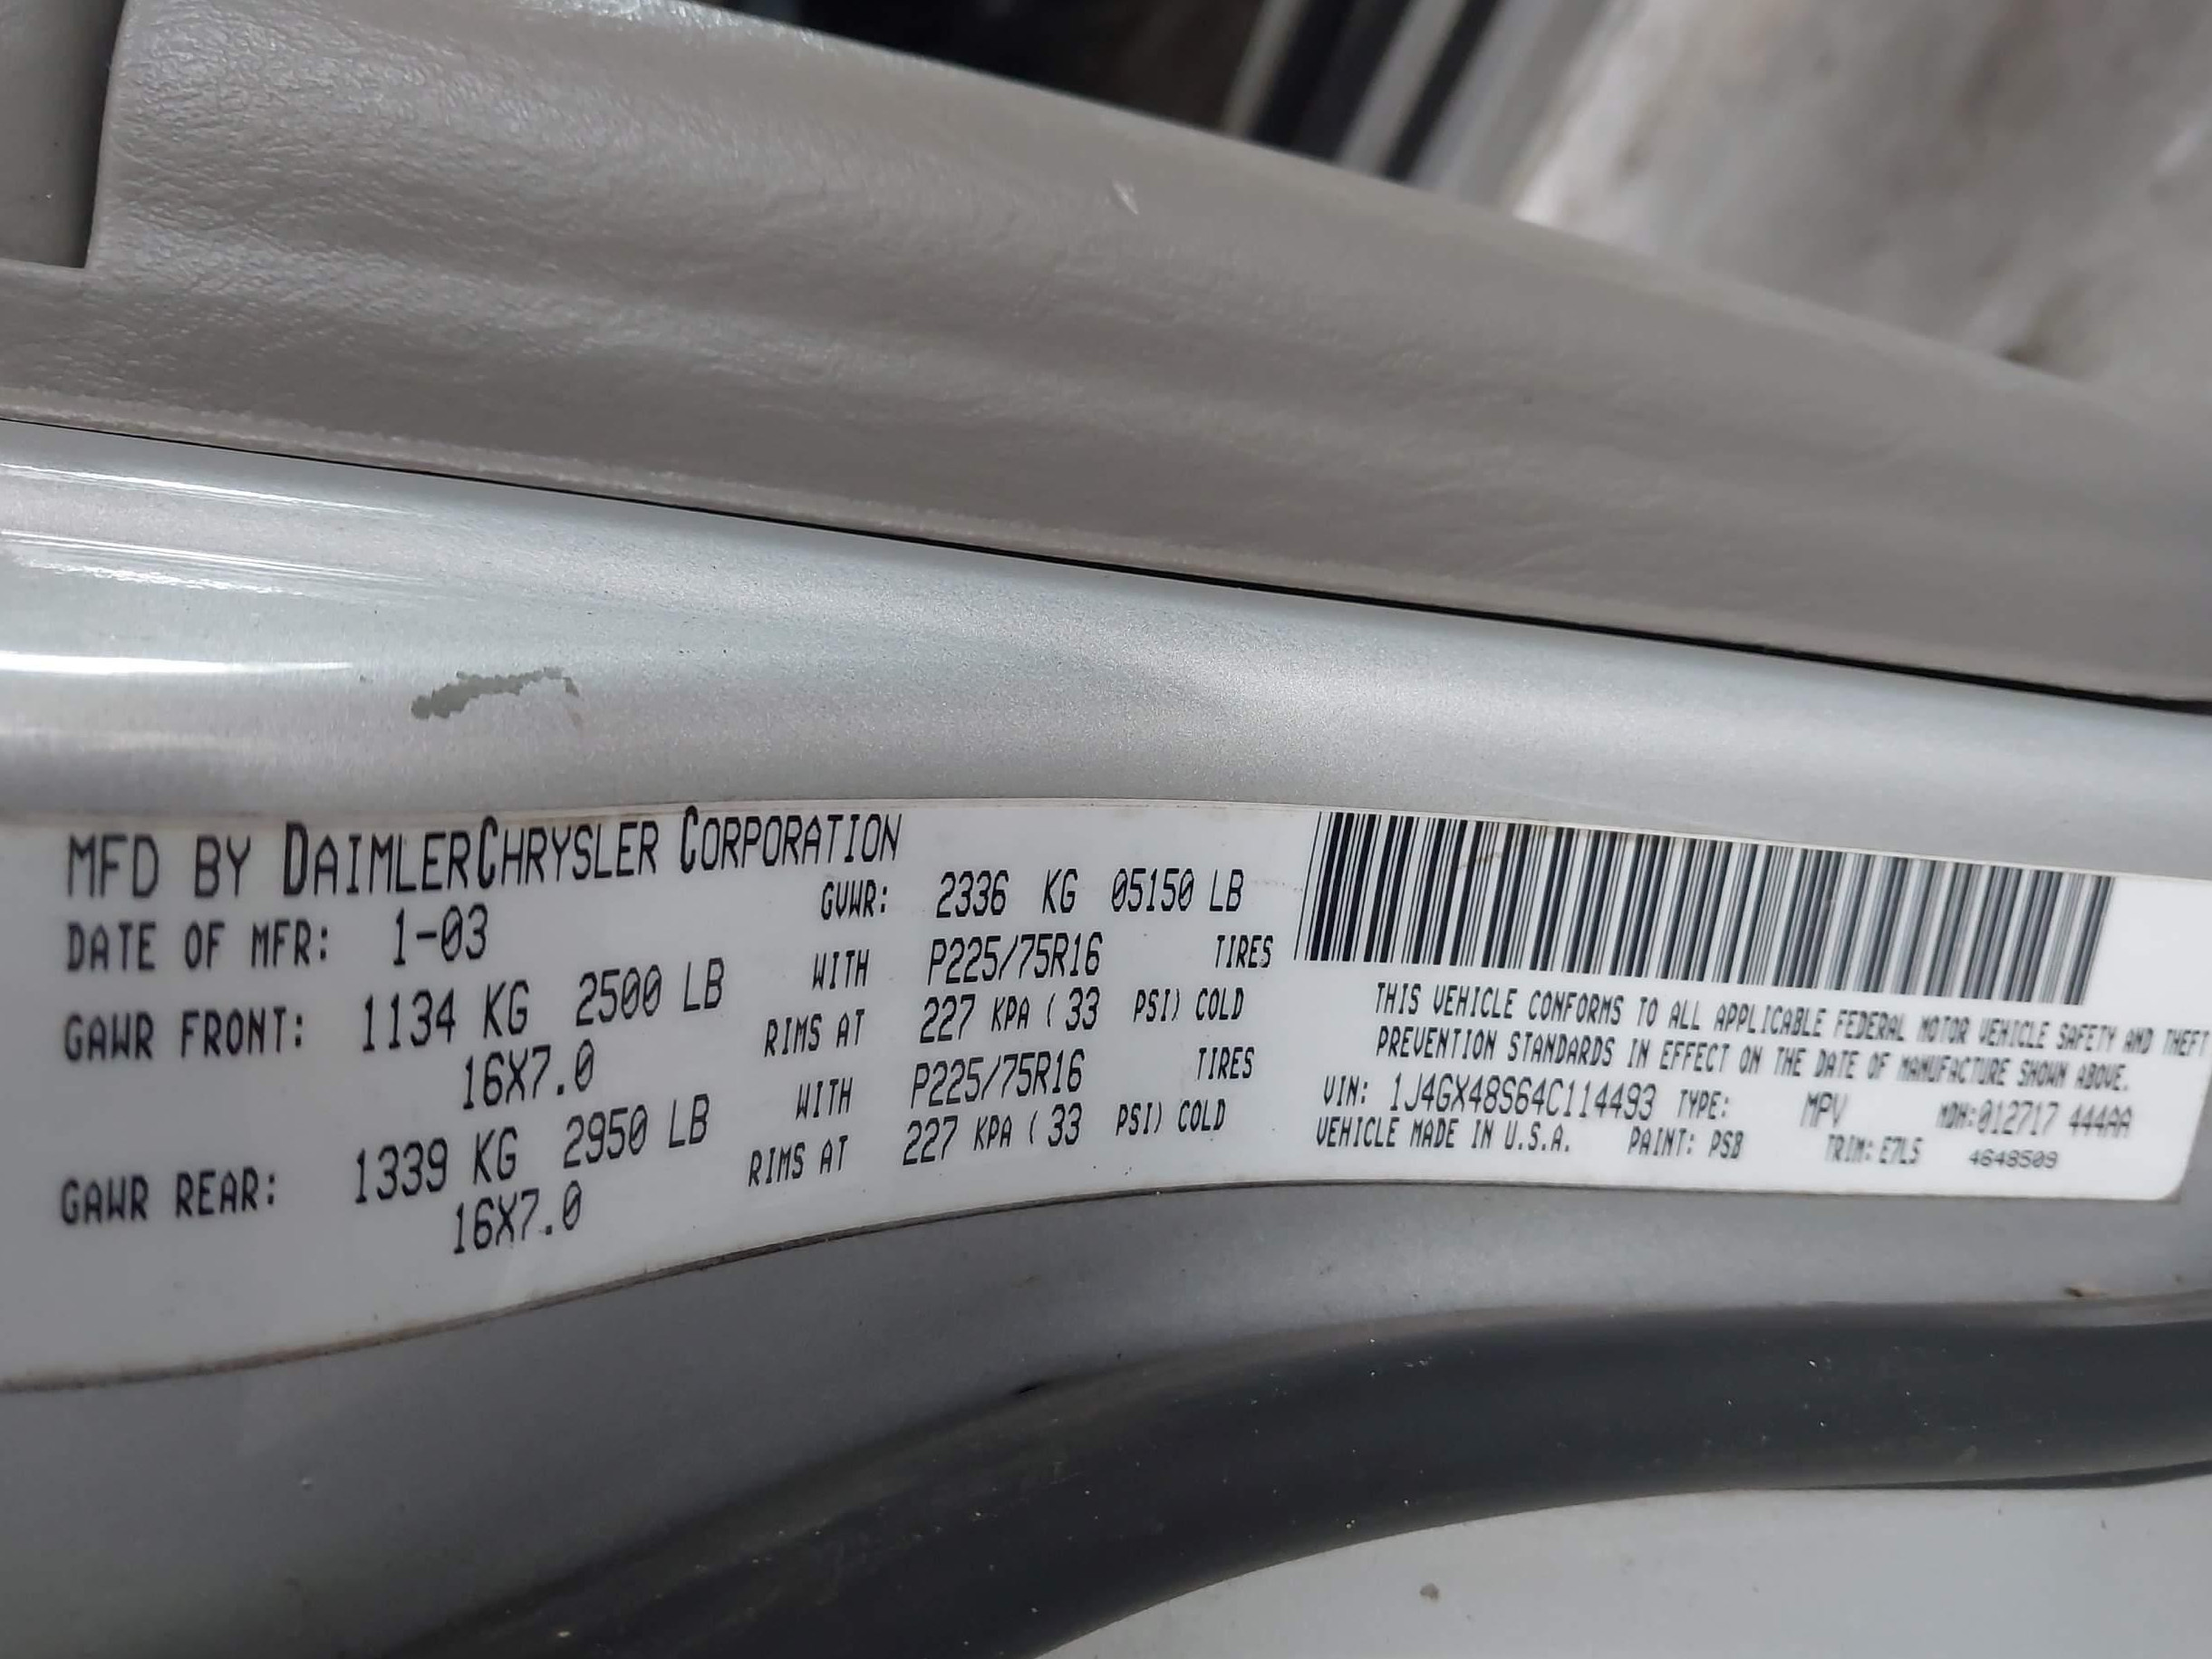 MFD BY DAIMLERCHRYSLER CORPORATION
DATE OF MFR: 1-03 GVWR: 2336 KG 05150 LB
GAWR FRONT: 1134 KG 2500 LB WITH P225/75R16 TIRES
16X7.0 RIMS AT 227 KPA ( 33 PSI) COLD
GAWR REAR: 1339 KG 2950 LB WITH P225/75R16 TIRES
16X7.0 RIMS AT 227 KPA ( 33 PSI) COLD
THIS VEHICLE CONFORMS TO ALL APPLICABLE FEDERAL MOTOR VEHICLE SAFETY AND THEFT
PREVENTION STANDARDS IN EFFECT ON THE DATE OF MANUFACTURE SHOWN ABOVE.
VIN: 1J4GX48S64C114493 TYPE: MPV MDH:012717 444AA
VEHICLE MADE IN U.S.A. PAINT: PSB TRIM: E7L5 4648509